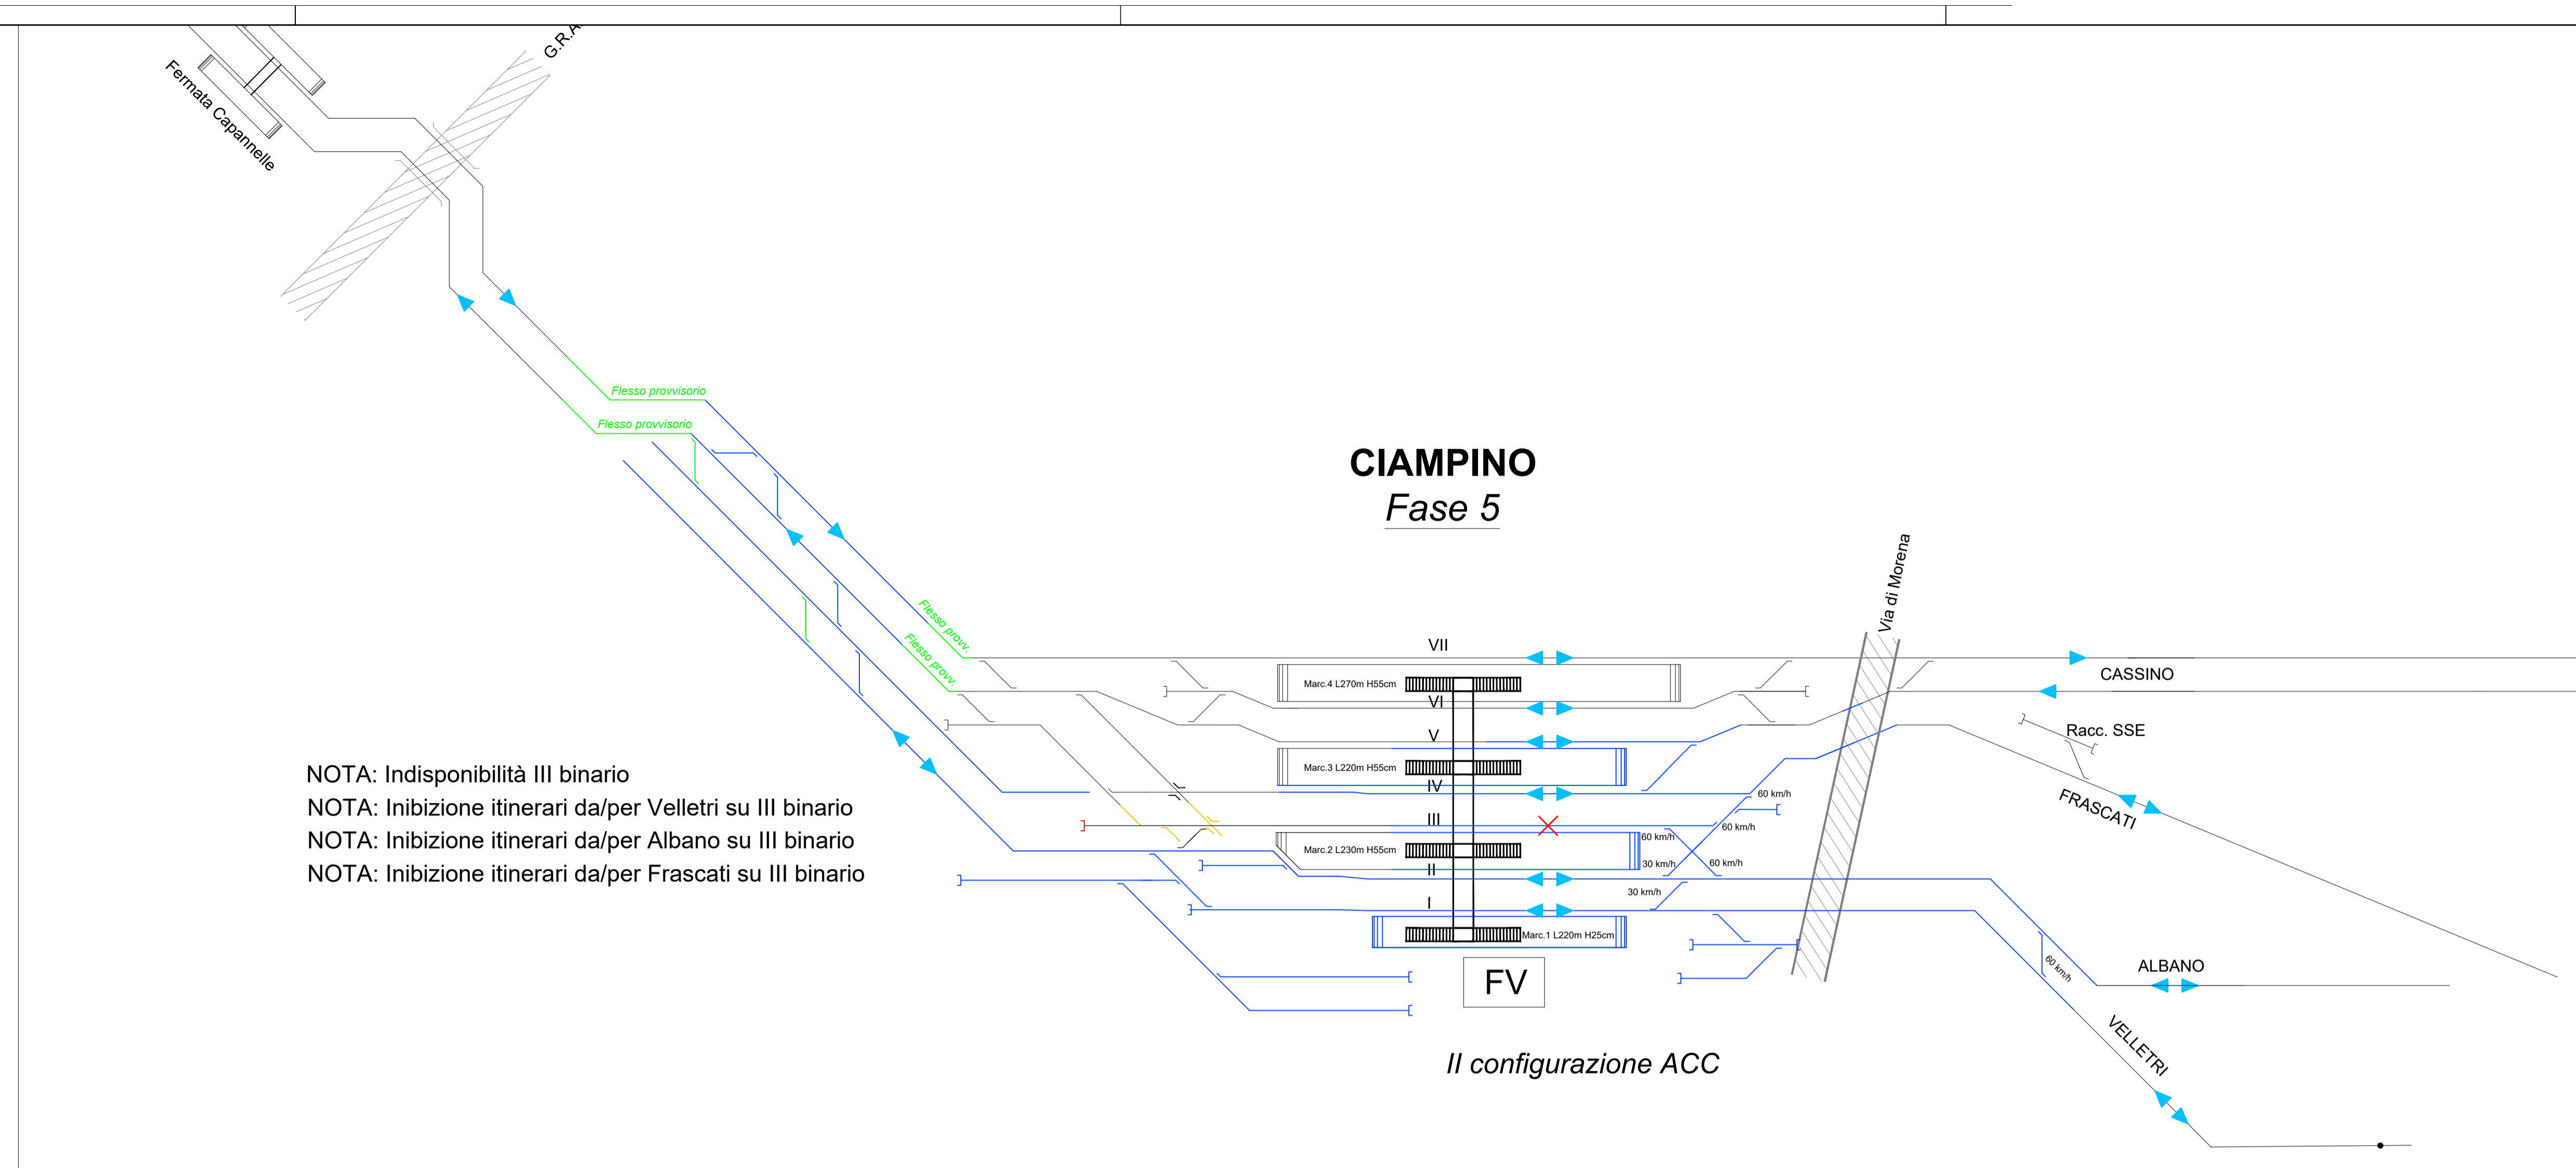 G.R.A
Fermata Capannelle
Flesso provvisorio
Flesso provvisorio
CIAMPINO
Fase 5
Via di Morena
Flesso provv.
Flesso provv.
VII
CASSINO
Marc.4 L270m H55cm
VI
Racc. SSE
V
Marc.3 L220m H55cm
IV
60 km/h
FRASCATI
III
60 km/h
60 km/h
Marc.2 L230m H55cm
30 km/h
60 km/h
II
30 km/h
I
Marc.1 L220m H25cm
60 km/h
ALBANO
FV
VELLETRI
NOTA: Indisponibilità III binario
NOTA: Inibizione itinerari da/per Velletri su III binario
NOTA: Inibizione itinerari da/per Albano su III binario
NOTA: Inibizione itinerari da/per Frascati su III binario
II configurazione ACC